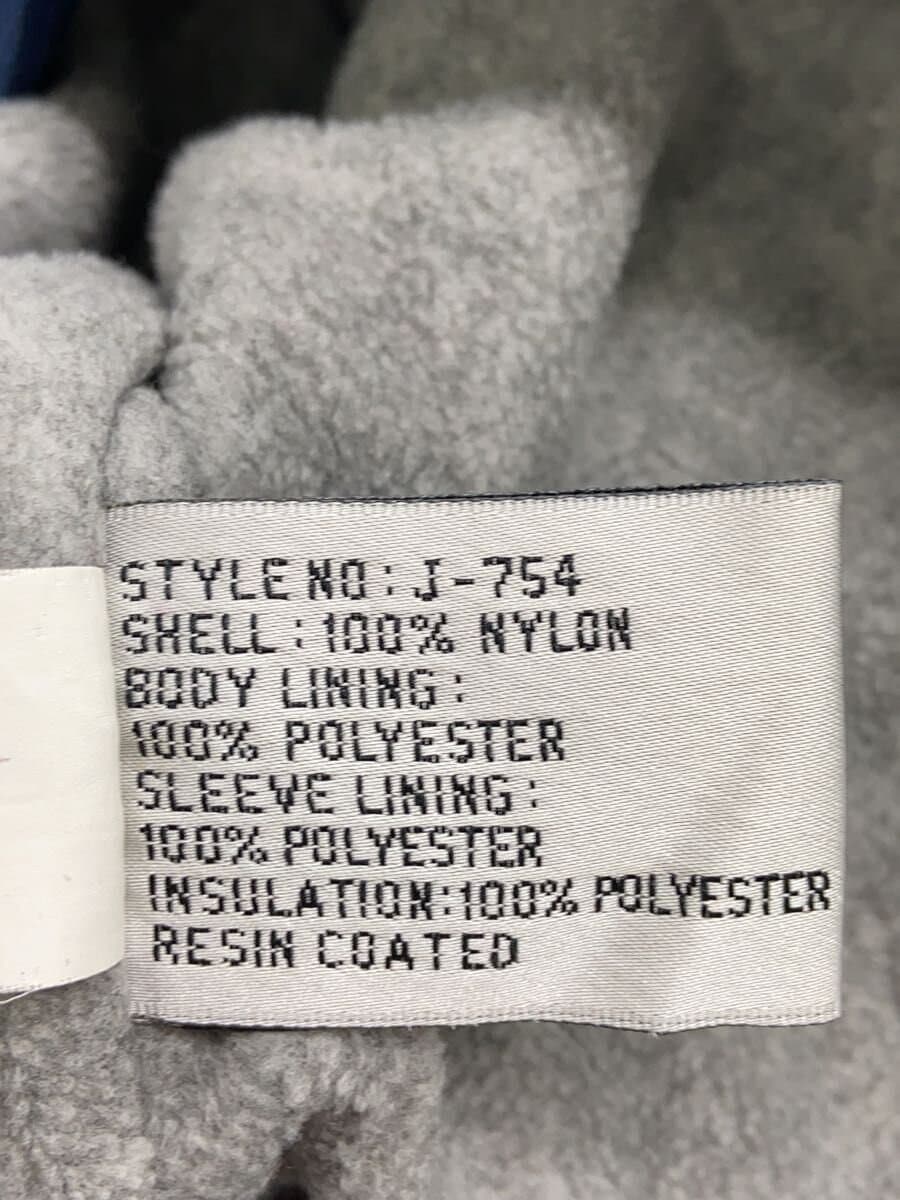 STYLE NO: J-754
SHELL: 100% NYLON
BODY LINING:
100% POLYESTER
SLEEVE LINING:
100% POLYESTER
INSULATION:100% POLYESTER
RESIN COATED